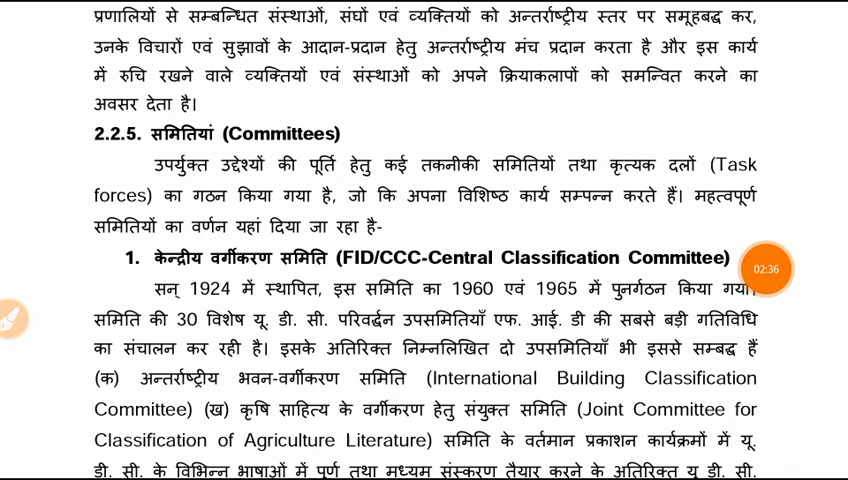 प्रणालियों से सम्बन्धित संस्थाओं, संघों एवं व्यक्तियों को अन्तर्राष्ट्रीय स्तर पर समूहबद्ध कर,
उनके विचारों एवं सुझावों के आदान-प्रदान हेतु अन्तर्राष्ट्रीय मंच प्रदान करता है और इस कार्य
में रुचि रखने वाले व्यक्तियों एवं संस्थाओं को अपने क्रियाकलापों को समन्वित करने का
अवसर देता है।
2.2.5. समितियां (Committees)
उपर्युक्त उद्देश्यों की पूर्ति हेतु कई तकनीकी समितियों तथा कृत्यक दलों (Task
forces) का गठन किया गया है, जो कि अपना विशिष्ठ कार्य सम्पन्न करते हैं। महत्वपूर्ण
समितियों का वर्णन यहां दिया जा रहा है-
1. केन्द्रीय वर्गीकरण समिति (FID/CCC-Central Classification Committee)
02:36
सन् 1924 में स्थापित, इस समिति का 1960 एवं 1965 में पुनर्गठन किया गया।
समिति की 30 विशेष यू. डी. सी. परिवर्द्धन उपसमितियाँ एफ. आई. डी की सबसे बड़ी गतिविधि
का संचालन कर रही है। इसके अतिरिक्त निम्नलिखित दो उपसमितियाँ भी इससे सम्बद्ध हैं
(क) अन्तर्राष्ट्रीय भवन-वर्गीकरण समिति (International Building Classification
Committee) (ख) कृषि साहित्य के वर्गीकरण हेतु संयुक्त समिति (Joint Committee for
Classification of Agriculture Literature) समिति के वर्तमान प्रकाशन कार्यक्रमों में यू.
डी. सी. के विभिन्न भाषाओं में पूर्ण तथा मध्यम संस्करण तैयार करने के अतिरिक्त यू डी. सी.